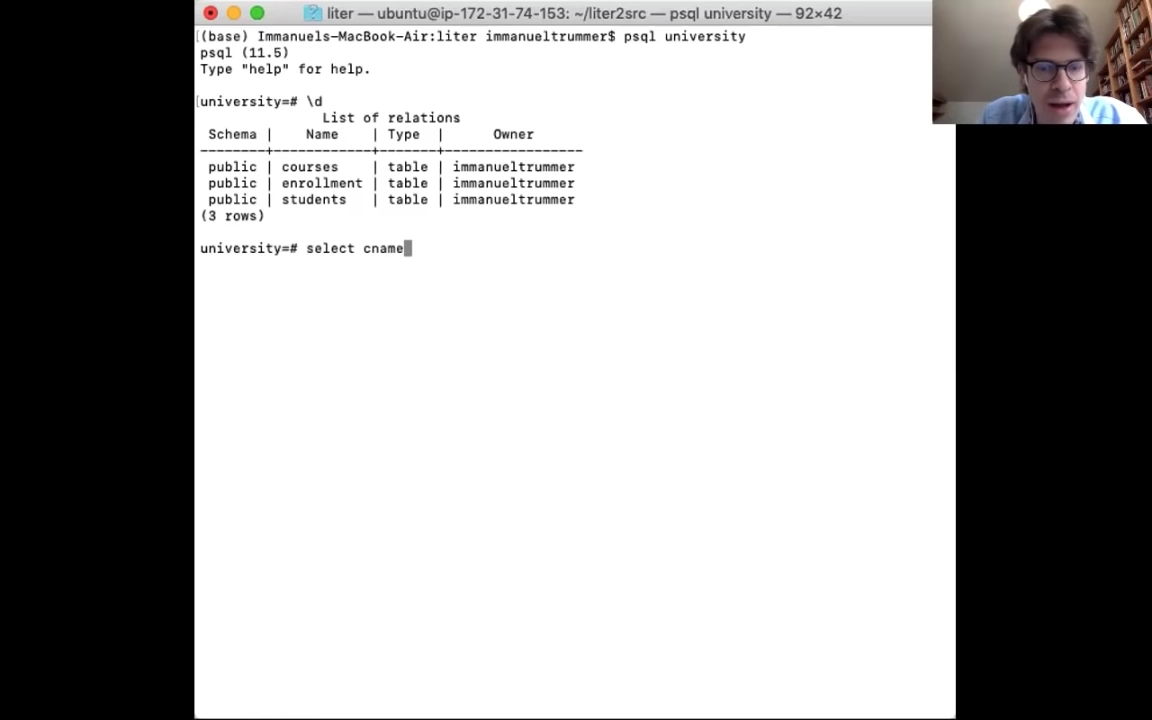 liter — ubuntu@ip-172-31-74-153: ~/liter2src — psql university — 92×42
[(base) Immanuels-MacBook-Air:liter immanueltrummer$ psql university
psql (11.5)
Type "help" for help.
[university=# \d
List of relations
Schema |    Name    | Type  |     Owner
--------+------------+-------+-----------------
public | courses    | table | immanueltrummer
public | enrollment | table | immanueltrummer
public | students   | table | immanueltrummer
(3 rows)
university=# select cname